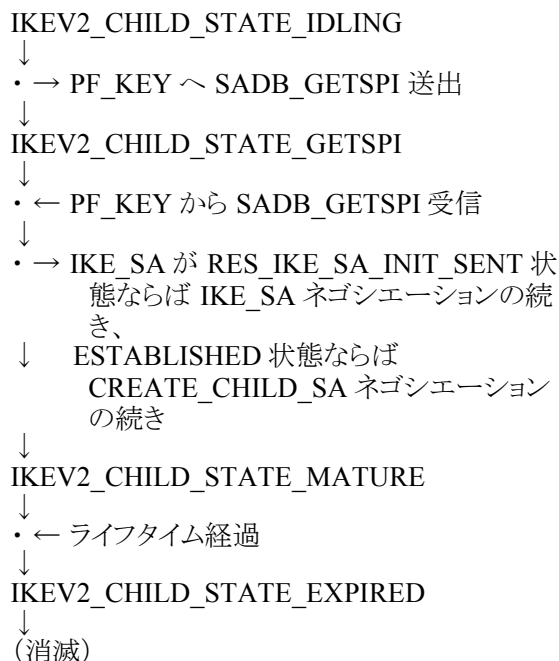 IKEV2_CHILD_STATE_IDLING
↓
・→ PF_KEY へ SADB_GETSPI 送出
↓
IKEV2_CHILD_STATE_GETSPI
↓
・← PF_KEY から SADB_GETSPI 受信
↓
・→ IKE_SA が RES_IKE_SA_INIT_SENT 状
態ならば IKE_SA ネゴシエーションの続
き、
↓ ESTABLISHED 状態ならば
CREATE_CHILD_SA ネゴシエーション
の続き
↓
IKEV2_CHILD_STATE_MATURE
↓
・← ライフタイム経過
↓
IKEV2_CHILD_STATE_EXPIRED
↓
(消滅)